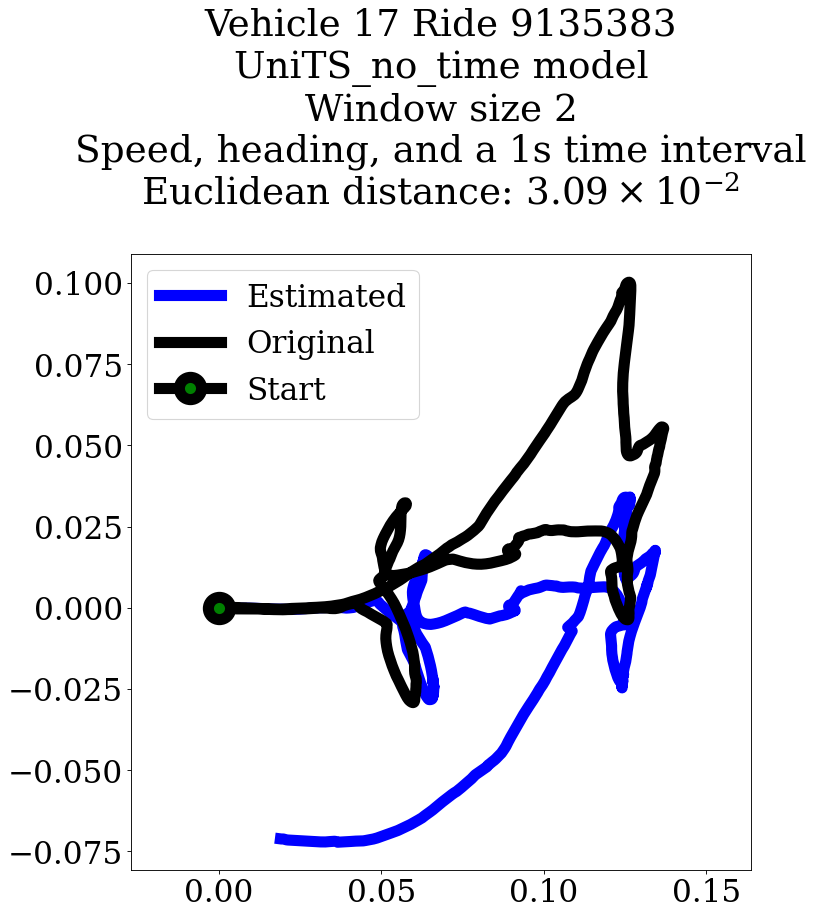 Vehicle 17 Ride 9135383
UniTS_no_time model
Window size 2
Speed, heading, and a 1s time interval
Euclidean distance: 3.09 × 10⁻²
Estimated
Original
Start
0.100
0.075
0.050
0.025
0.000
−0.025
−0.050
−0.075
0.00 0.05 0.10 0.15